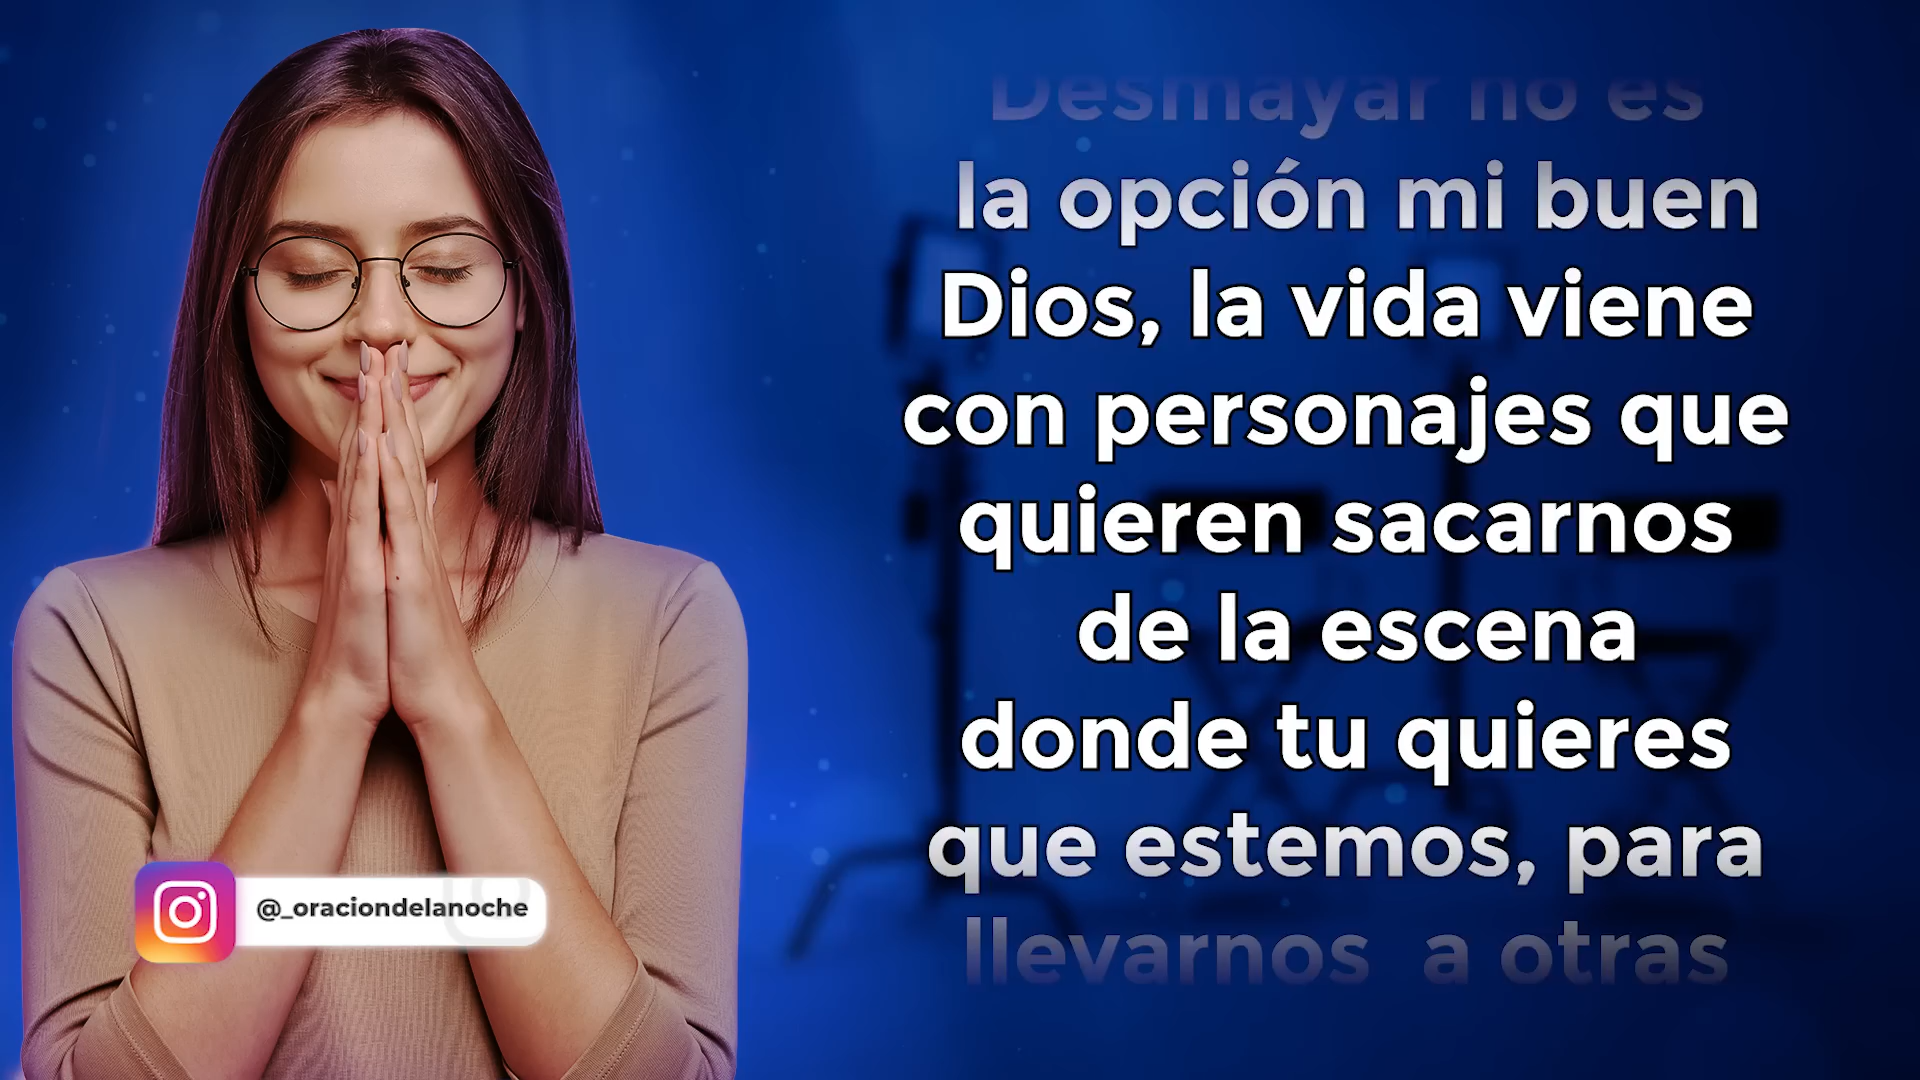 Desmayar no es
la opción mi buen
Dios, la vida viene
con personajes que
quieren sacarnos
de la escena
donde tu quieres
que estemos, para
llevarnos a otras
@_oraciondelanoche